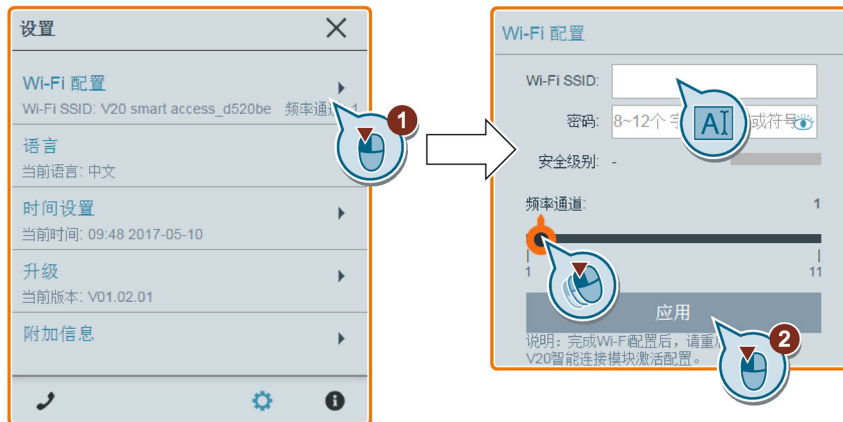 设置
Wi-Fi 配置
Wi-Fi SSID: V20 smart access_d520be 频率通 1
语言
当前语言: 中文
时间设置
当前时间: 09:48 2017-05-10
升级
当前版本: V01.02.01
附加信息
1
Wi-Fi 配置
Wi-Fi SSID:
密码: 8~12个 或符号
AI
安全级别: -
频率通道: 1
1 11
应用
说明：完成Wi-F配置后，请重
V20智能连接模块激活配置。
2